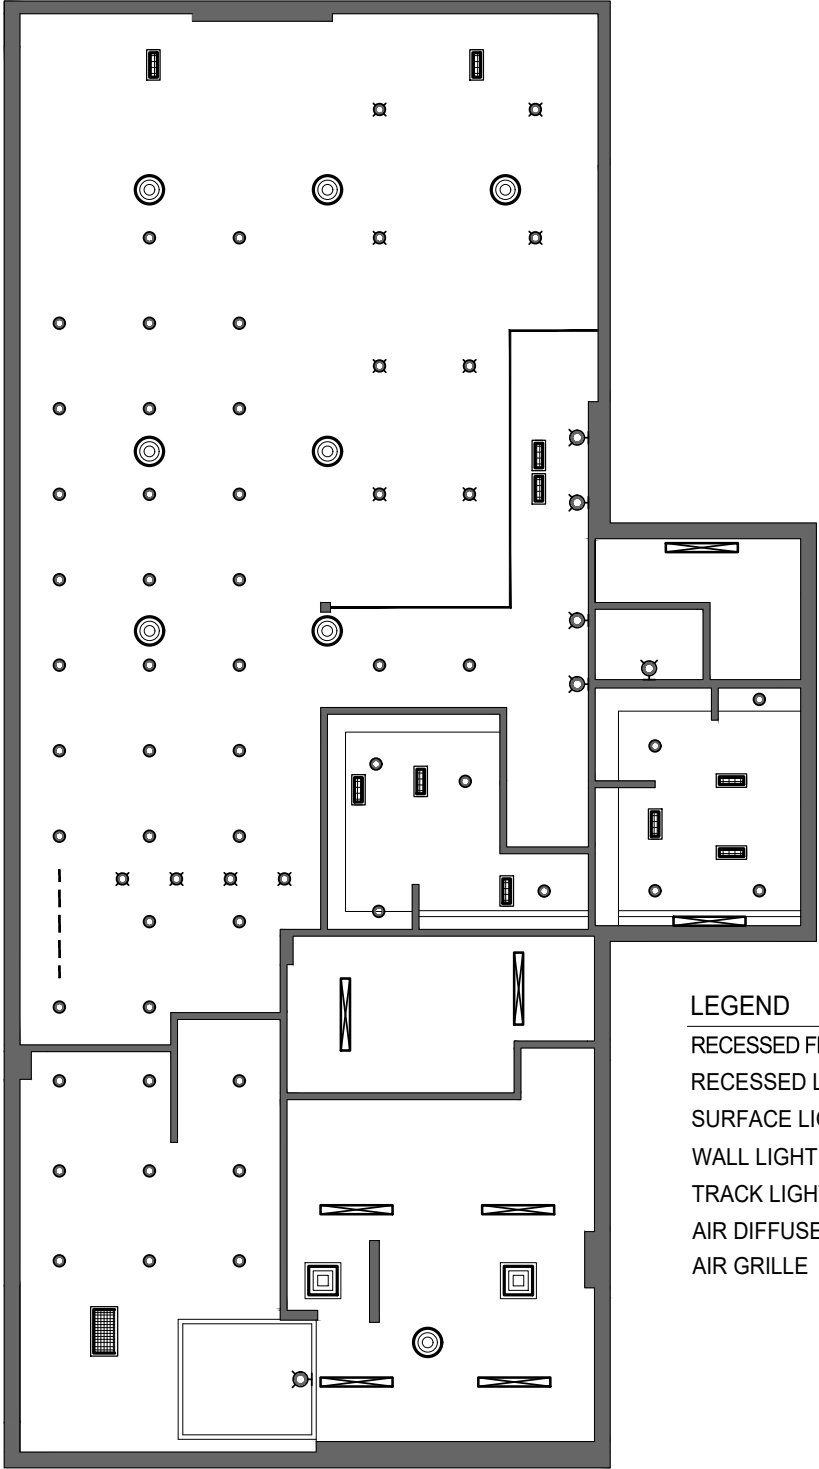 LEGEND
RECESSED
RECESSED
SURFACE
WALL LIGHT
TRACK
AIR
AIR GRILLE